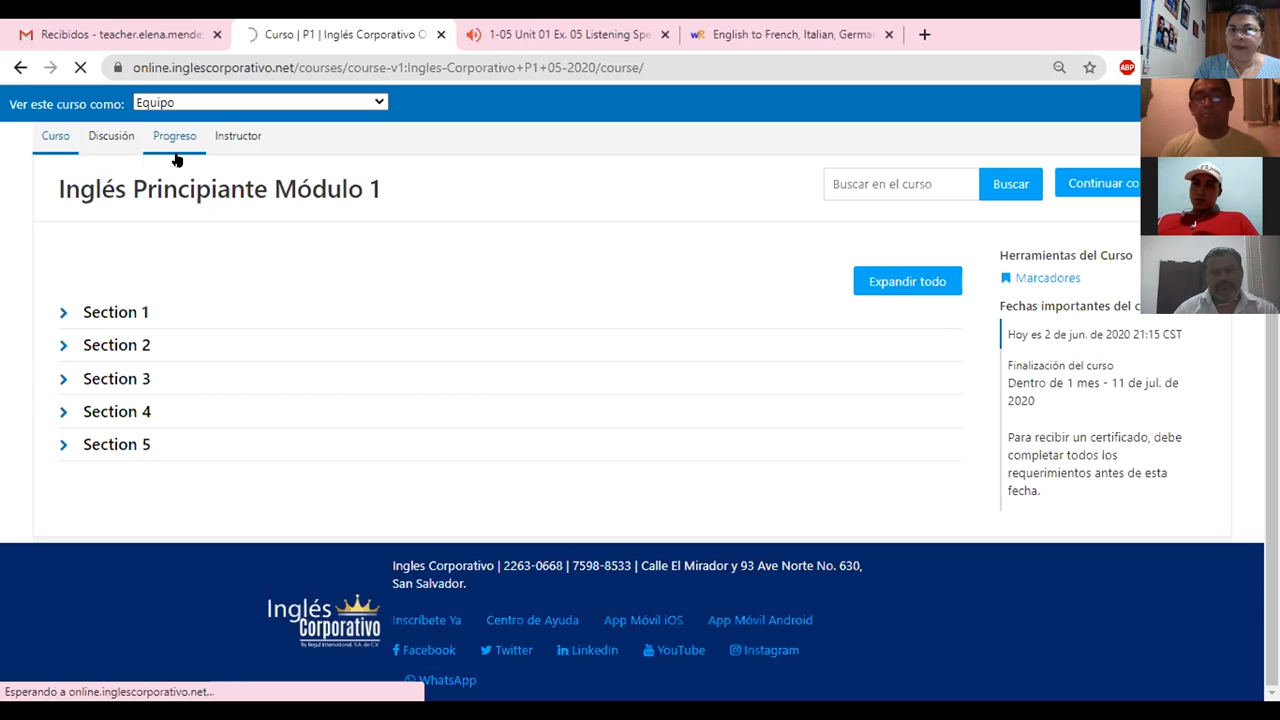 Recibidos - teacher.elena.mende
Curso | P1 | Inglés Corporativo O
1-05 Unit 01 Ex. 05 Listening Spe
English to French, Italian, Germa
online.inglescorporativo.net/courses/course-v1:Ingles-Corporativo+P1+05-2020/course/
ABP
Ver este curso como: Equipo
Curso Discusión Progreso Instructor
Inglés Principiante Módulo 1
Buscar en el curso Buscar Continuar co
Expandir todo
Section 1
Section 2
Section 3
Section 4
Section 5
Herramientas del Curso
Marcadores
Fechas importantes del c
Hoy es 2 de jun. de 2020 21:15 CST
Finalización del curso
Dentro de 1 mes - 11 de jul. de
2020
Para recibir un certificado, debe
completar todos los
requerimientos antes de esta
fecha.
Inglés
Corporativo
Ingles Corporativo | 2263-0668 | 7598-8533 | Calle El Mirador y 93 Ave Norte No. 630,
San Salvador.
Inscríbete Ya Centro de Ayuda App Móvil iOS App Móvil Android
Facebook Twitter LinkedIn YouTube Instagram
WhatsApp
Esperando a online.inglescorporativo.net...